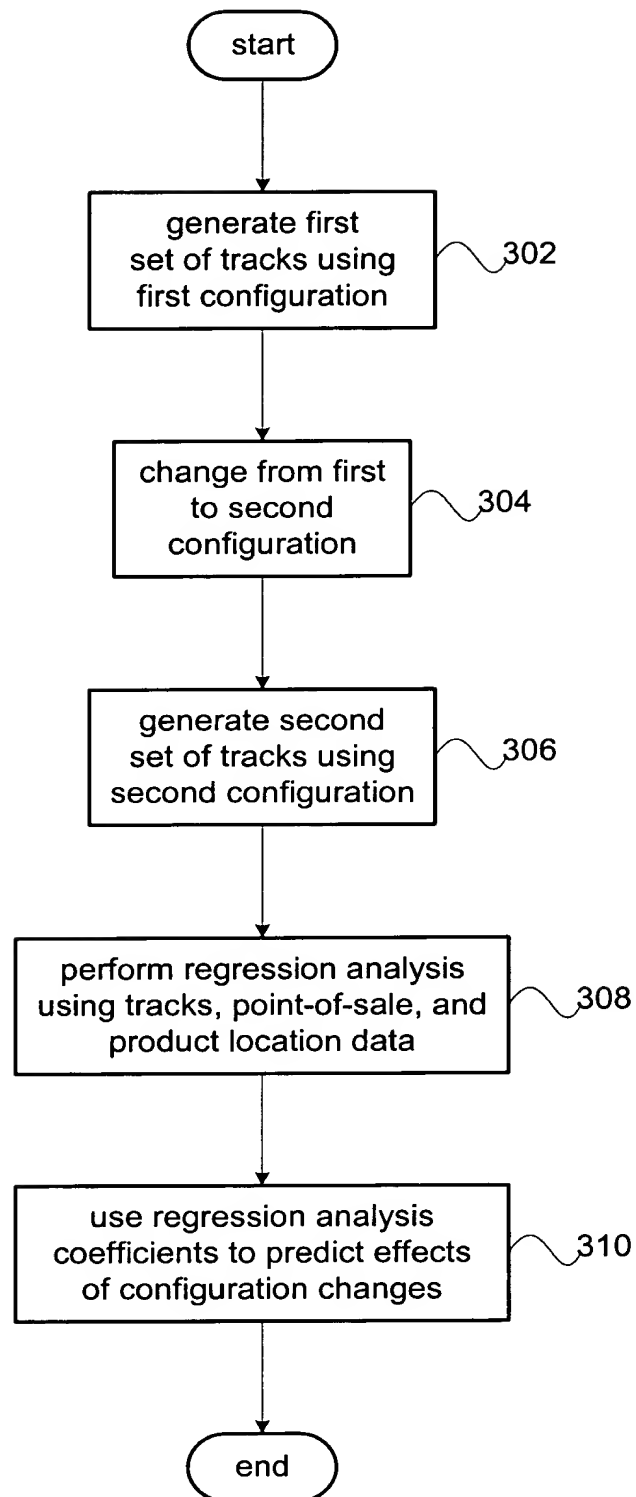 start
generate first
set of tracks using
first configuration
302
change from first
to second
configuration
304
generate second
set of tracks using
second configuration
306
perform regression analysis
using tracks, point-of-sale, and
product location data
308
use regression analysis
coefficients to predict effects
of configuration changes
310
end